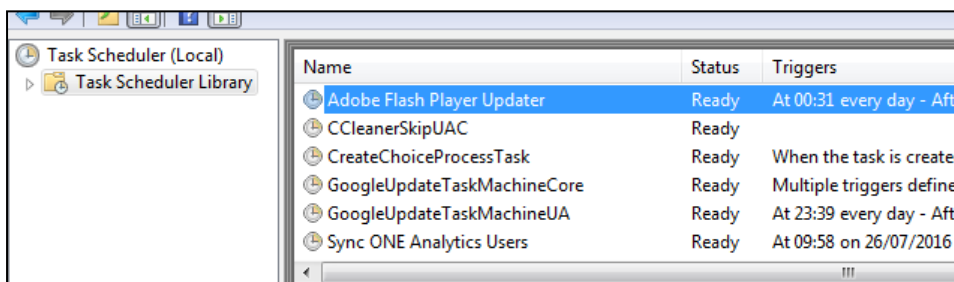 Task Scheduler (Local)
Task Scheduler Library
Name Status Triggers
Adobe Flash Player Updater Ready At 00:31 every day - Aft
CCleanerSkipUAC Ready
CreateChoiceProcessTask Ready When the task is create
GoogleUpdateTaskMachineCore Ready Multiple triggers define
GoogleUpdateTaskMachineUA Ready At 23:39 every day - Aft
Sync ONE Analytics Users Ready At 09:58 on 26/07/2016